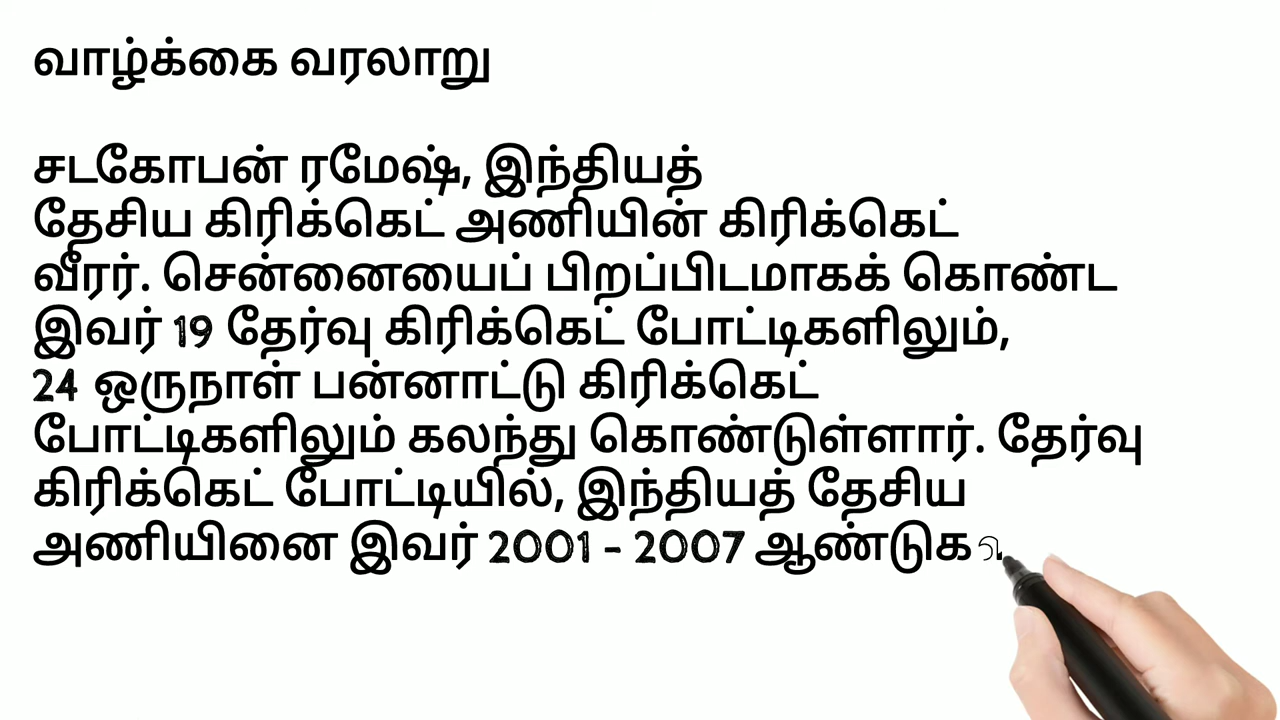 வாழ்க்கை வரலாறு
சடகோபன் ரமேஷ், இந்தியத்
தேசிய கிரிக்கெட் அணியின் கிரிக்கெட்
வீரர். சென்னையைப் பிறப்பிடமாகக் கொண்ட
இவர் 19 தேர்வு கிரிக்கெட் போட்டிகளிலும்,
24 ஒருநாள் பன்னாட்டு கிரிக்கெட்
போட்டிகளிலும் கலந்து கொண்டுள்ளார். தேர்வு
கிரிக்கெட் போட்டியில், இந்தியத் தேசிய
அணியினை இவர் 2001 – 2007